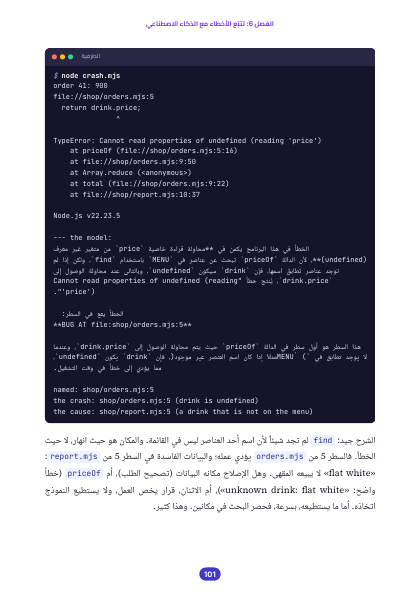 الفصل 6: تتبّع الأخطاء مع الذكاء الاصطناعي
الطرفية
$ node crash.mjs
order 41: 900
file://shop/orders.mjs:5
return drink.price;
^
TypeError: Cannot read properties of undefined (reading 'price')
at priceOf (file://shop/orders.mjs:5:16)
at file://shop/orders.mjs:9:50
at Array.reduce (<anonymous>)
at total (file://shop/orders.mjs:9:22)
at file://shop/report.mjs:10:37
Node.js v22.23.5
--- the model:
الخطأ في هذا البرنامج يكمن في **محاولة قراءة خاصية `price` من متغير غير معرف
(undefined)**، لأن الدالة `priceOf` تبحث عن عناصر في `MENU` باستخدام `find`، ولكن إذا لم
توجد عناصر تطابق اسمها، فإن `drink` سيكون `undefined`، وبالتالي عند محاولة الوصول إلى
`drink.price`، يُنتج خطأ "Cannot read properties of undefined (reading
'price')".
الخطأ يقع في السطر:
**BUG AT file:shop/orders.mjs:5**
هذا السطر هو أول سطر في الدالة `priceOf` حيث يتم محاولة الوصول إلى `drink.price`، وعندما
لا يوجد تطابق في `MENU` (مثلا إذا كان اسم العنصر غير موجود)، فإن `drink` يكون `undefined`،
مما يؤدي إلى خطأ في وقت التشغيل.
named: shop/orders.mjs:5
the crash: shop/orders.mjs:5 (drink is undefined)
the cause: shop/report.mjs:5 (a drink that is not on the menu)
الشرح جيد: find لم تجد شيئاً لأن اسم أحد العناصر ليس في القائمة. والمكان هو حيث انهار، لا حيث
الخطأ. فالسطر 5 من orders.mjs يؤدي عمله؛ والبيانات الفاسدة في السطر 5 من report.mjs:
«flat white» لا يبيعه المقهى. وهل الإصلاح مكانه البيانات (تصحيح الطلب)، أم priceOf (خطأ
واضح: «unknown drink: flat white»)، أم الاثنان، قرار يخص العمل، ولا يستطيع النموذج
اتخاذه. أما ما يستطيعه، بسرعة، فحصر البحث في مكانين. وهذا كثير.
101